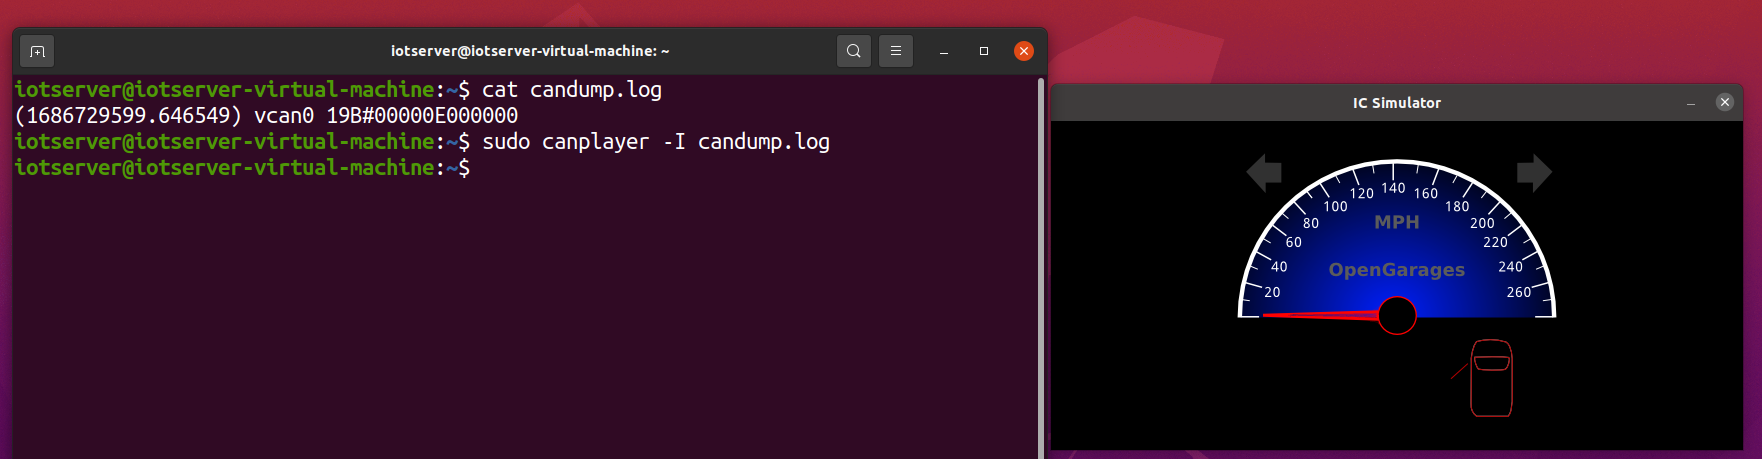 iotserver@iotserver-virtual-machine: ~
iotserver@iotserver-virtual-machine:~$ cat candump.log
(1686729599.646549) vcan0 19B#00000E000000
iotserver@iotserver-virtual-machine:~$ sudo canplayer -I candump.log
iotserver@iotserver-virtual-machine:~$
IC Simulator
20
40
60
80
100
120
140
160
180
200
220
240
260
MPH
OpenGarages